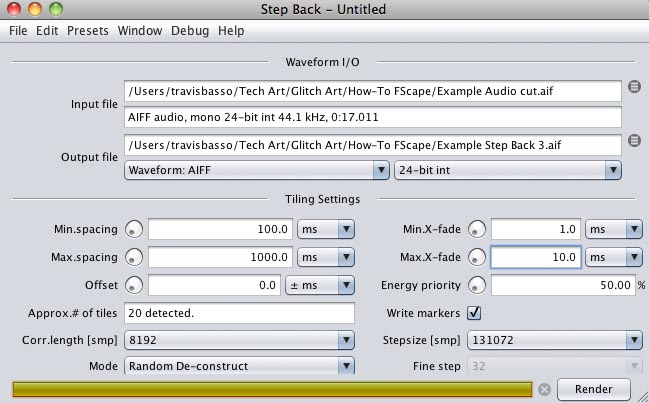 Step Back – Untitled
File Edit Presets Window Debug Help
Waveform I/O
Input file /Users/travisbasso/Tech Art/Glitch Art/How-To FScape/Example Audio cut.aif
AIFF audio, mono 24-bit int 44.1 kHz, 0:17.011
Output file /Users/travisbasso/Tech Art/Glitch Art/How-To FScape/Example Step Back 3.aif
Waveform: AIFF 24-bit int
Tiling Settings
Min.spacing 100.0 ms Min.X-fade 1.0 ms
Max.spacing 1000.0 ms Max.X-fade 10.0 ms
Offset 0.0 ± ms Energy priority 50.00 %
Approx.# of tiles 20 detected. Write markers
Corr.length [smp] 8192 Stepsize [smp] 131072
Mode Random De-construct Fine step 32
Render